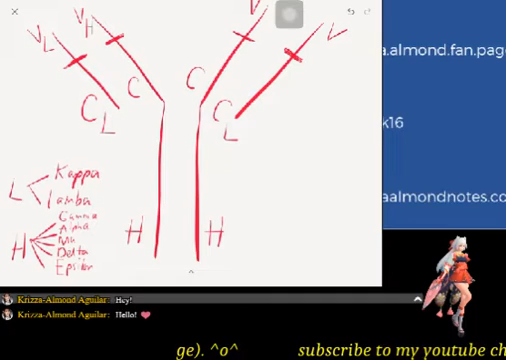 VL
VH
V
V
C
C
CL
CL
H
H
L
Kappa
lamba
H
Gamma
Alpha
Mu
Delta
Epsilon
.almond.fan.pag
k16
aalmondnotes.co
Krizza-Almond Aguilar: Hey!
Krizza-Almond Aguilar: Hello! ❤
ge). ^o^ subscribe to my youtube ch